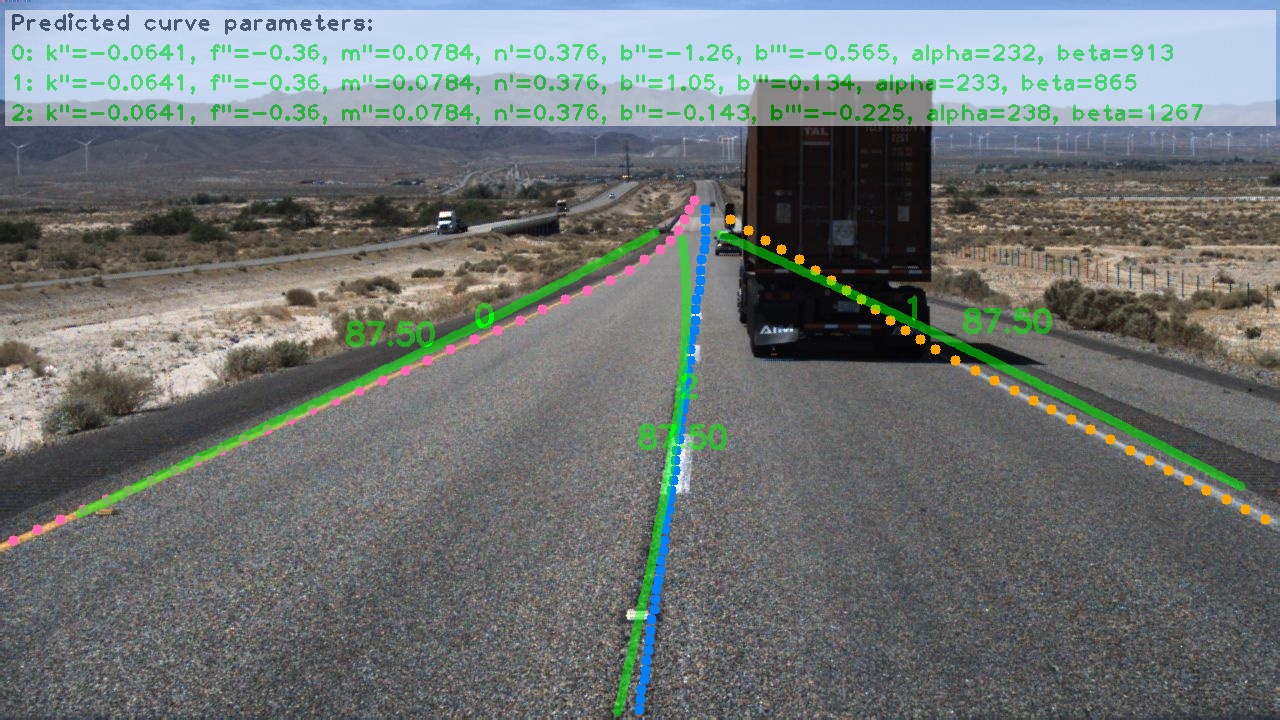 Predicted curve parameters:
0: k''=-0.0641, f''=-0.36, m''=0.0784, n'=0.376, b''=-1.26, b'''=-0.565, alpha=232, beta=913
1: k''=-0.0641, f''=-0.36, m''=0.0784, n'=0.376, b''=1.05, b'''=0.134, alpha=233, beta=865
2: k''=-0.0641, f''=-0.36, m''=0.0784, n'=0.376, b''=-0.143, b'''=-0.225, alpha=238, beta=1267
TAL
0
1
87.50
87.50
AIM
2
87.50